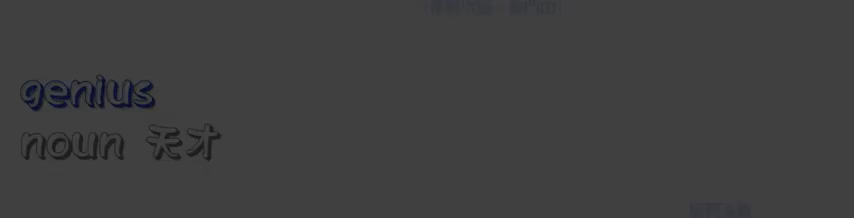 genius
noun 天才